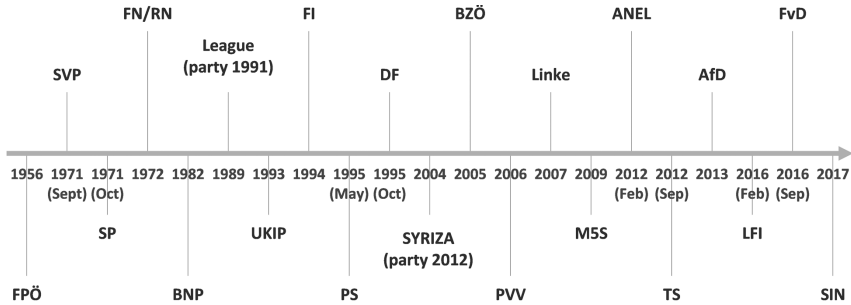 FN/RN FI BZÖ ANEL FvD
League
(party 1991)
SVP DF Linke AfD
1956 1971 1971 1972 1982 1989 1993 1994 1995 1995 2004 2005 2006 2007 2009 2012 2012 2013 2016 2016 2017
(Sept) (Oct) (May) (Oct) (Feb) (Sep) (Feb) (Sep)
SP UKIP SYRIZA M5S LFI
(party 2012)
FPÖ BNP PS PVV TS SIN